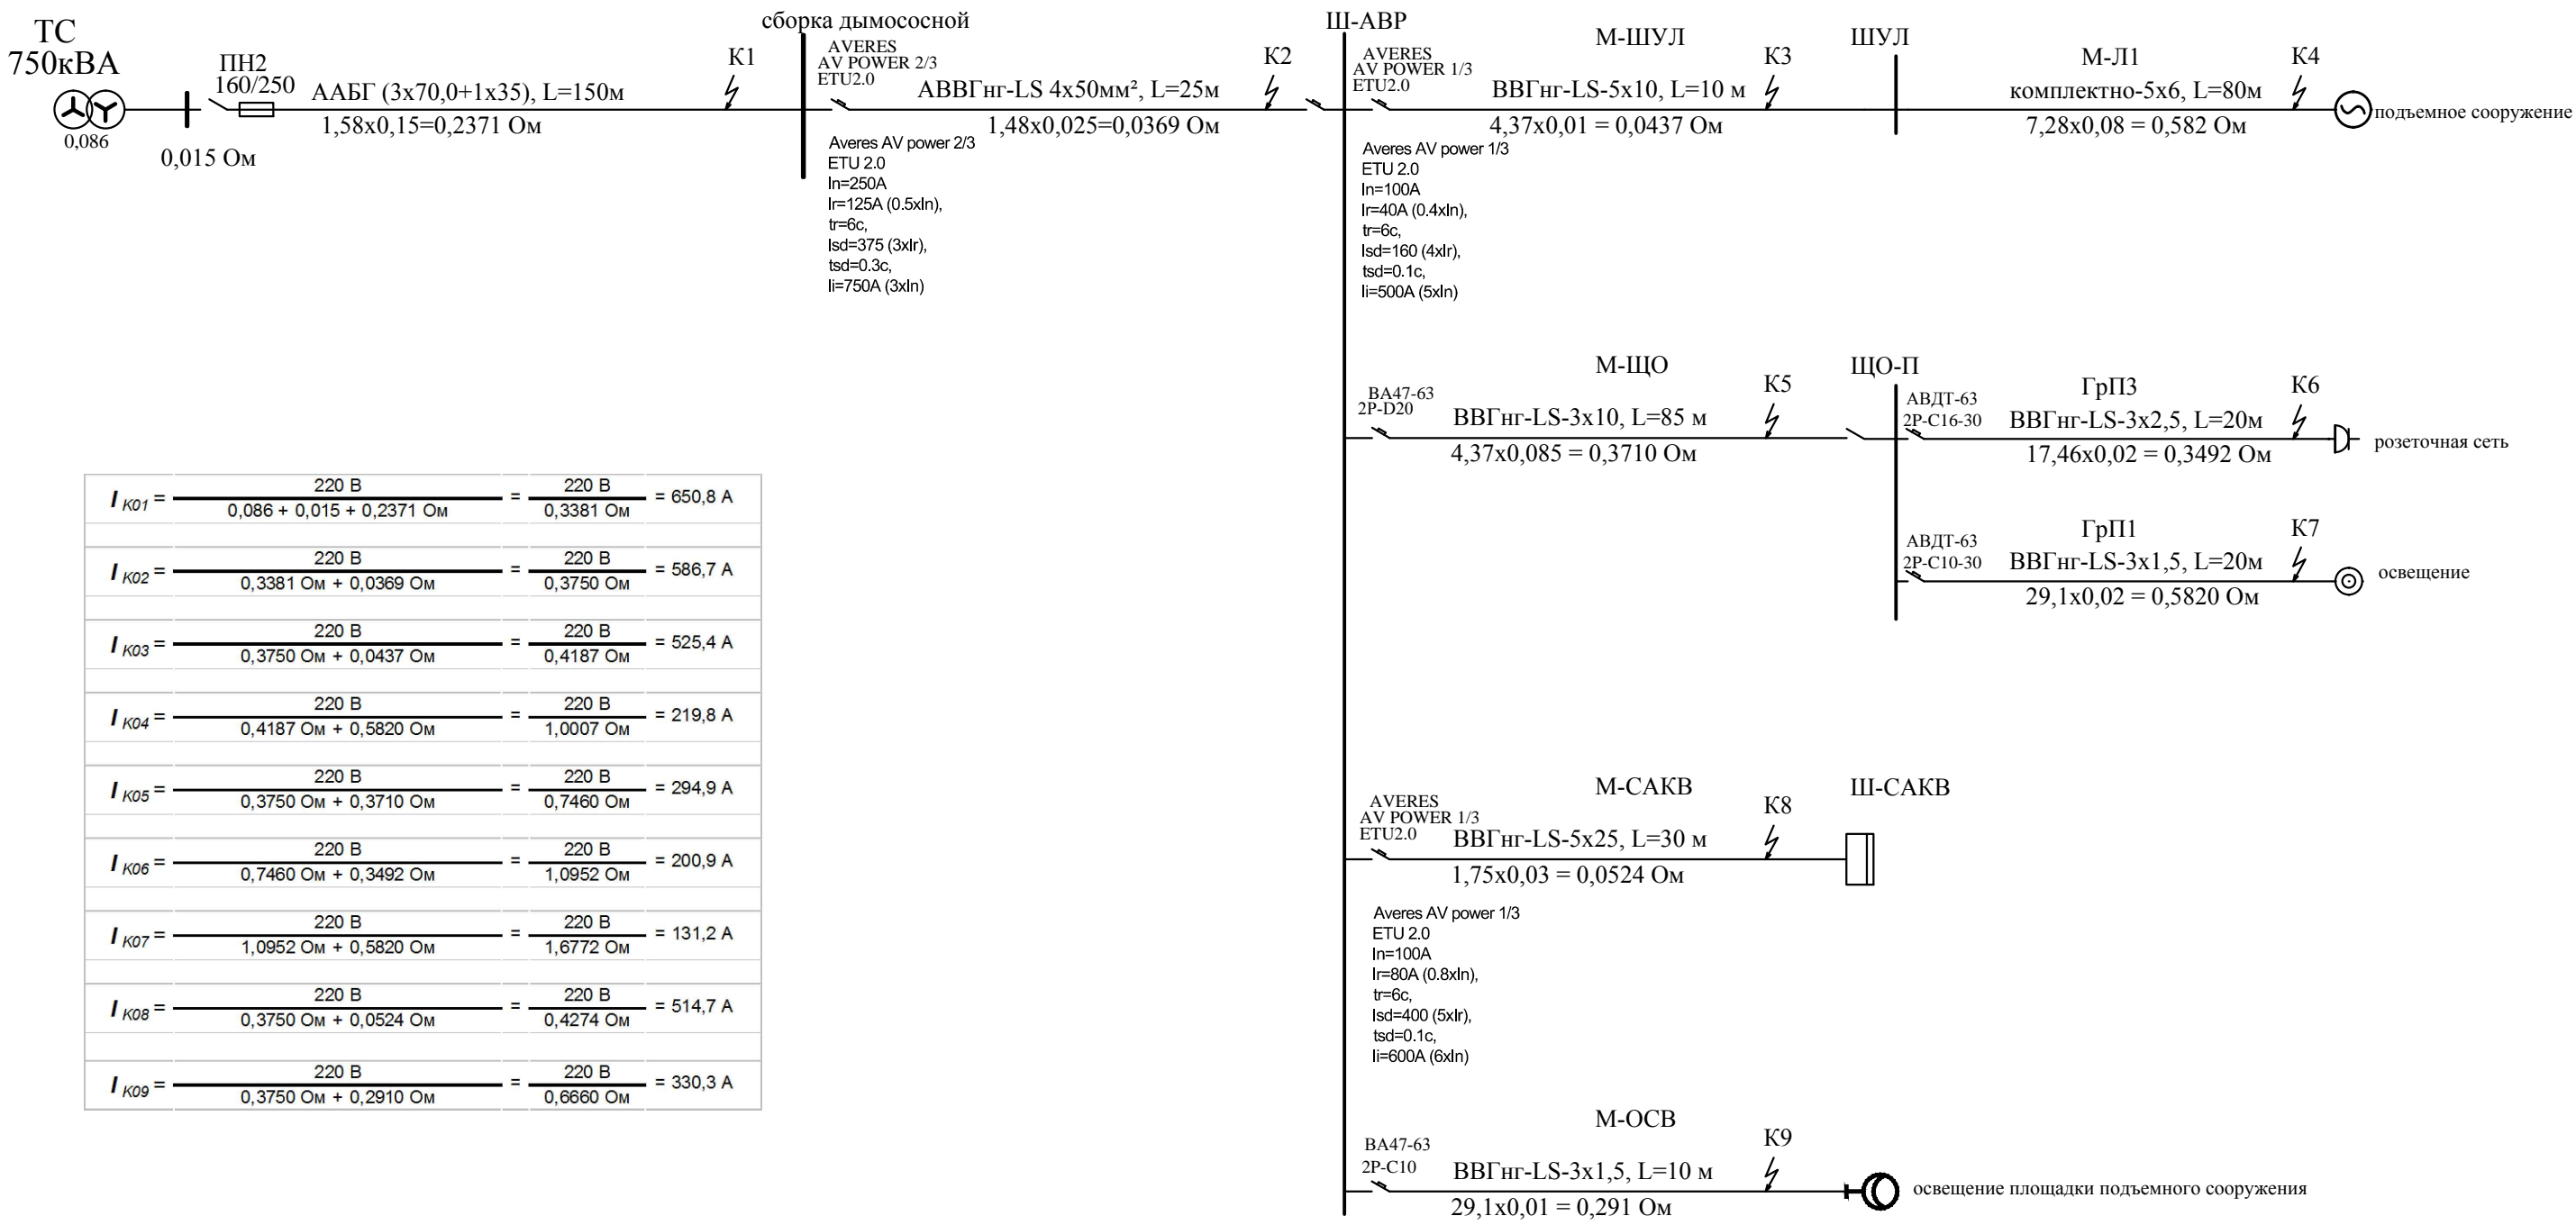 ТС
750кВА
0,086
0,015 Ом
ПН2
160/250
ААБГ (3х70,0+1х35), L=150м
1,58х0,15=0,2371 Ом
К1
сборка дымососной
AVERES
AV POWER 2/3
ETU2.0
АВВГнг-LS 4х50мм², L=25м
1,48х0,025=0,0369 Ом
К2
Averes AV power 2/3
ETU 2.0
In=250A
Ir=125A (0.5xIn),
tr=6c,
Isd=375 (3xIr),
tsd=0.3c,
Ii=750A (3xIn)
Ш-АВР
AVERES
AV POWER 1/3
ETU2.0
М-ШУЛ
ВВГнг-LS-5х10, L=10 м
4,37х0,01 = 0,0437 Ом
К3
Averes AV power 1/3
ETU 2.0
In=100A
Ir=40A (0.4xIn),
tr=6c,
Isd=160 (4xIr),
tsd=0.1c,
Ii=500A (5xIn)
ШУЛ
М-Л1
комплектно-5х6, L=80м
7,28х0,08 = 0,582 Ом
К4
подъемное сооружение
ВА47-63
2Р-D20
М-ЩО
ВВГнг-LS-3х10, L=85 м
4,37х0,085 = 0,3710 Ом
К5
ЩО-П
АВДТ-63
2Р-С16-30
ГрП3
ВВГнг-LS-3х2,5, L=20м
17,46х0,02 = 0,3492 Ом
К6
розеточная сеть
АВДТ-63
2Р-С10-30
ГрП1
ВВГнг-LS-3х1,5, L=20м
29,1х0,02 = 0,5820 Ом
К7
освещение
AVERES
AV POWER 1/3
ETU2.0
М-САКВ
ВВГнг-LS-5х25, L=30 м
1,75х0,03 = 0,0524 Ом
К8
Ш-САКВ
Averes AV power 1/3
ETU 2.0
In=100A
Ir=80A (0.8xIn),
tr=6c,
Isd=400 (5xIr),
tsd=0.1c,
Ii=600A (6xIn)
ВА47-63
2Р-С10
М-ОСВ
ВВГнг-LS-3х1,5, L=10 м
29,1х0,01 = 0,291 Ом
К9
освещение площадки подъемного сооружения
220 В 220 В
I К01 = = = 650,8 А
0,086 + 0,015 + 0,2371 Ом 0,3381 Ом
220 В 220 В
I К02 = = = 586,7 А
0,3381 Ом + 0,0369 Ом 0,3750 Ом
220 В 220 В
I К03 = = = 525,4 А
0,3750 Ом + 0,0437 Ом 0,4187 Ом
220 В 220 В
I К04 = = = 219,8 А
0,4187 Ом + 0,5820 Ом 1,0007 Ом
220 В 220 В
I К05 = = = 294,9 А
0,3750 Ом + 0,3710 Ом 0,7460 Ом
220 В 220 В
I К06 = = = 200,9 А
0,7460 Ом + 0,3492 Ом 1,0952 Ом
220 В 220 В
I К07 = = = 131,2 А
1,0952 Ом + 0,5820 Ом 1,6772 Ом
220 В 220 В
I К08 = = = 514,7 А
0,3750 Ом + 0,0524 Ом 0,4274 Ом
220 В 220 В
I К09 = = = 330,3 А
0,3750 Ом + 0,2910 Ом 0,6660 Ом